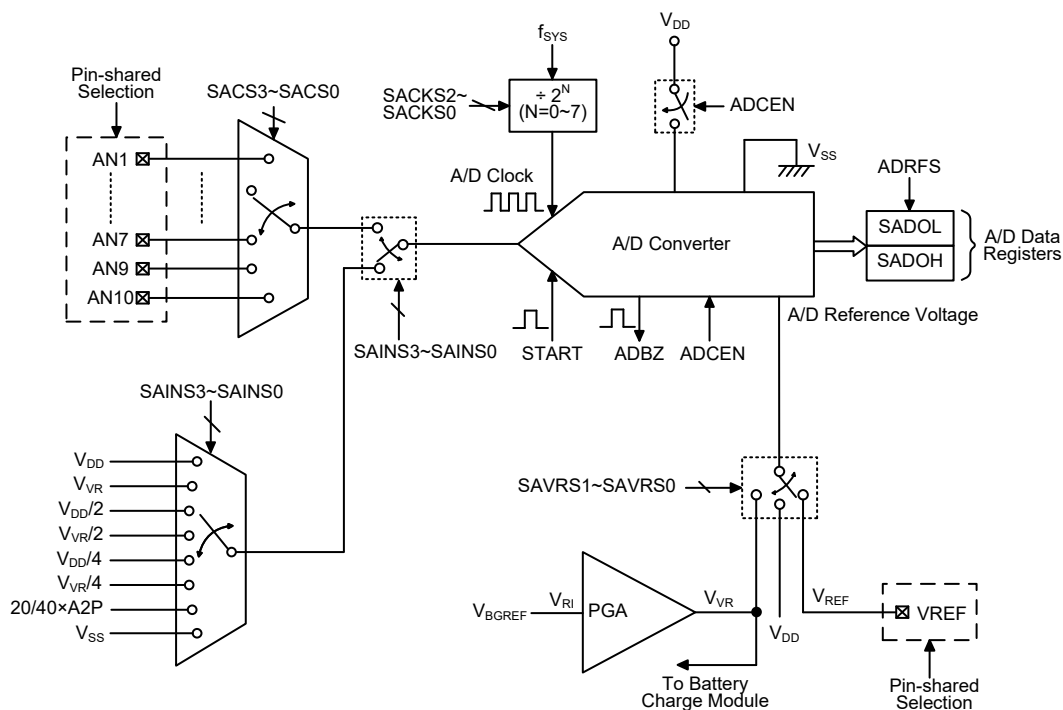 V_DD
f_SYS
Pin-shared
Selection
SACS3~SACS0
SACKS2~
SACKS0
÷ 2^N
(N=0~7)
ADCEN
V_SS
AN1
A/D Clock
ADRFS
AN7
AN9
AN10
A/D Converter
SADOL
SADOH
A/D Data
Registers
A/D Reference Voltage
SAINS3~SAINS0
START
ADBZ
ADCEN
SAINS3~SAINS0
V_DD
V_VR
V_DD/2
V_VR/2
V_DD/4
V_VR/4
20/40×A2P
V_SS
SAVRS1~SAVRS0
V_BGREF
V_RI
PGA
V_VR
V_DD
V_REF
VREF
To Battery
Charge Module
Pin-shared
Selection